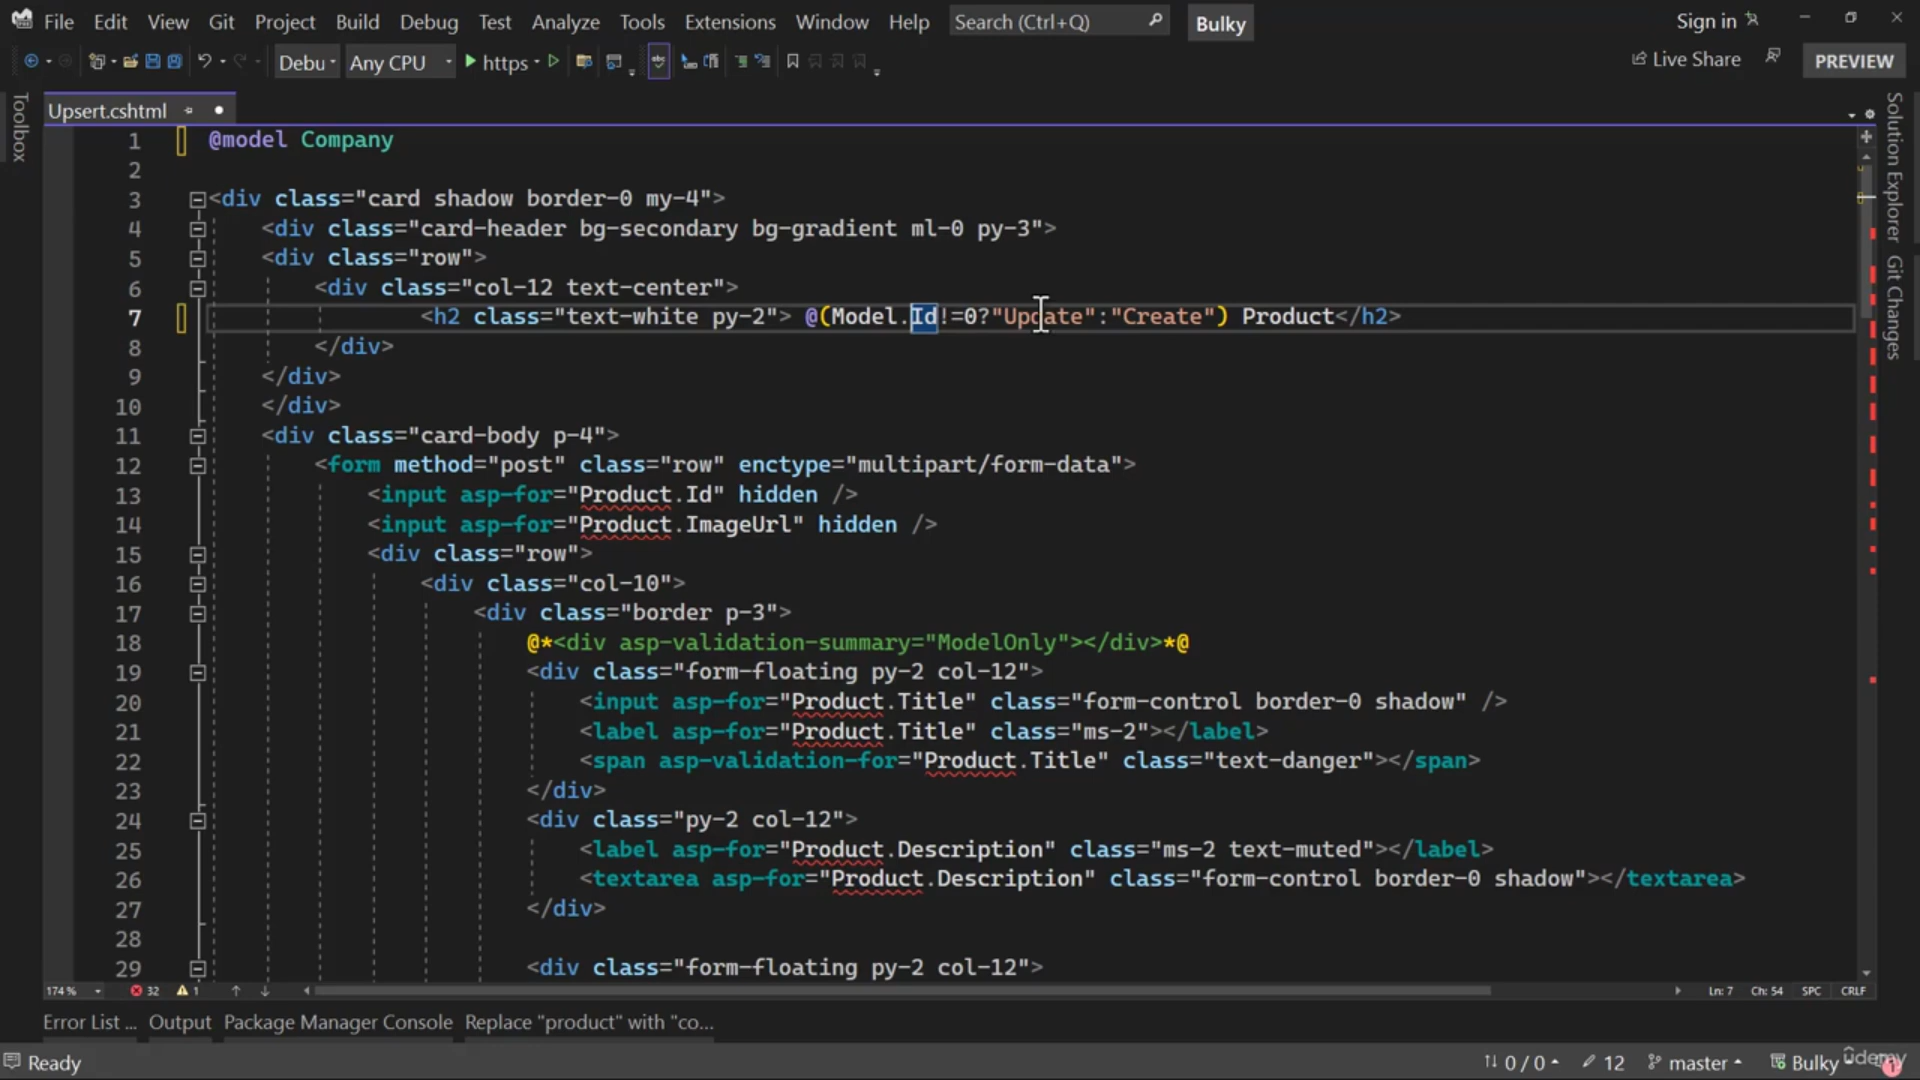 File Edit View Git Project Build Debug Test Analyze Tools Extensions Window Help Search (Ctrl+Q) Bulky Sign in
Debu Any CPU https Live Share PREVIEW
Toolbox
Upsert.cshtml
Solution Explorer
Git Changes
1 @model Company
2
3 <div class="card shadow border-0 my-4">
4 <div class="card-header bg-secondary bg-gradient ml-0 py-3">
5 <div class="row">
6 <div class="col-12 text-center">
7 <h2 class="text-white py-2"> @(Model.Id!=0?"Update":"Create") Product</h2>
8 </div>
9 </div>
10 </div>
11 <div class="card-body p-4">
12 <form method="post" class="row" enctype="multipart/form-data">
13 <input asp-for="Product.Id" hidden />
14 <input asp-for="Product.ImageUrl" hidden />
15 <div class="row">
16 <div class="col-10">
17 <div class="border p-3">
18 @*<div asp-validation-summary="ModelOnly"></div>*@
19 <div class="form-floating py-2 col-12">
20 <input asp-for="Product.Title" class="form-control border-0 shadow" />
21 <label asp-for="Product.Title" class="ms-2"></label>
22 <span asp-validation-for="Product.Title" class="text-danger"></span>
23 </div>
24 <div class="py-2 col-12">
25 <label asp-for="Product.Description" class="ms-2 text-muted"></label>
26 <textarea asp-for="Product.Description" class="form-control border-0 shadow"></textarea>
27 </div>
28
29 <div class="form-floating py-2 col-12">
174 % 32 1 Ln: 7 Ch: 54 SPC CRLF
Error List ... Output Package Manager Console Replace "product" with "co...
Ready 0 / 0 12 master Bulky 1
ûdemy